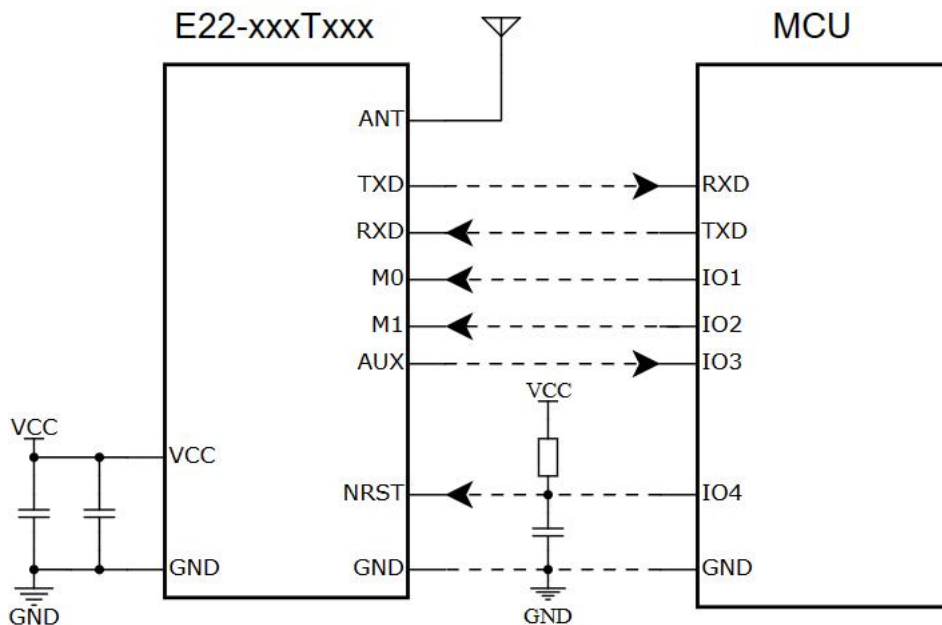 E22-xxxTxxx MCU
ANT
TXD RXD
RXD TXD
M0 IO1
M1 IO2
AUX IO3
VCC
VCC VCC
NRST IO4
GND GND GND
GND GND